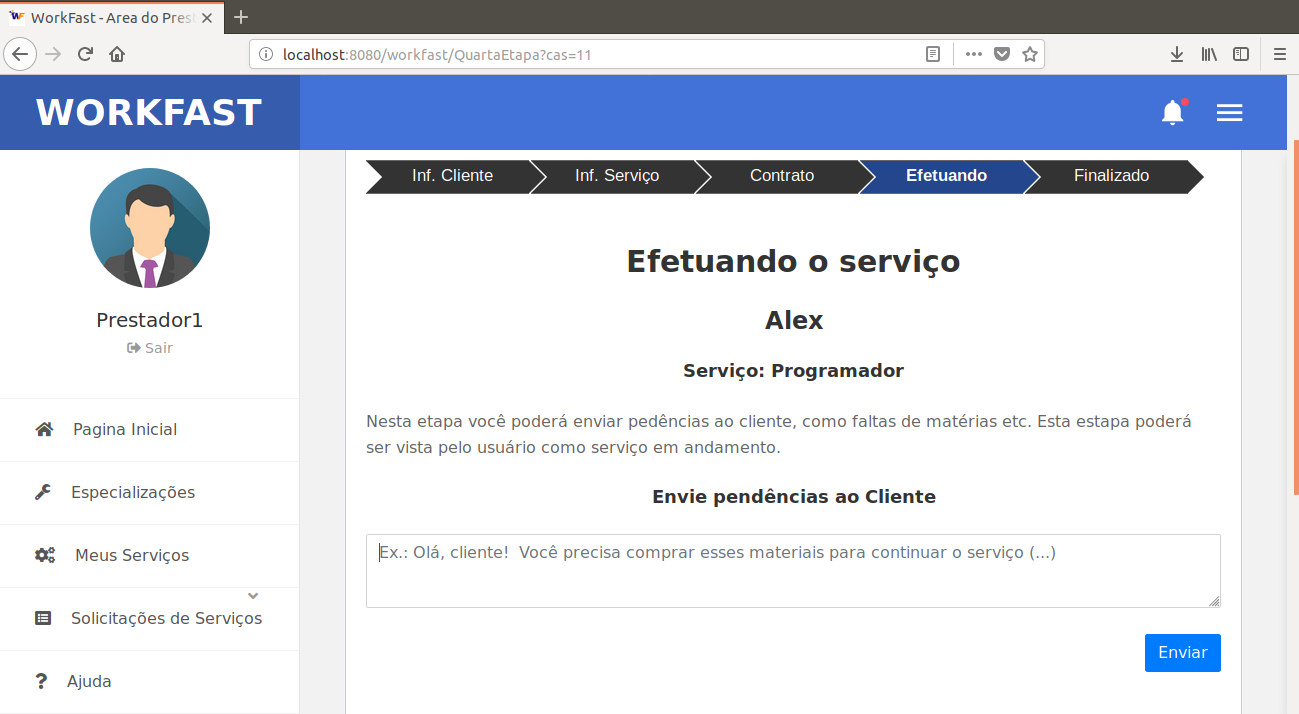 WF WorkFast - Area do Pres
localhost:8080/workfast/QuartaEtapa?cas=11
WORKFAST
Prestador1
Sair
Pagina Inicial
Especializações
Meus Serviços
Solicitações de Serviços
Ajuda
Inf. Cliente Inf. Serviço Contrato Efetuando Finalizado
Efetuando o serviço
Alex
Serviço: Programador
Nesta etapa você poderá enviar pedências ao cliente, como faltas de matérias etc. Esta estapa poderá
ser vista pelo usuário como serviço em andamento.
Envie pendências ao Cliente
Ex.: Olá, cliente!  Você precisa comprar esses materiais para continuar o serviço (...)
Enviar